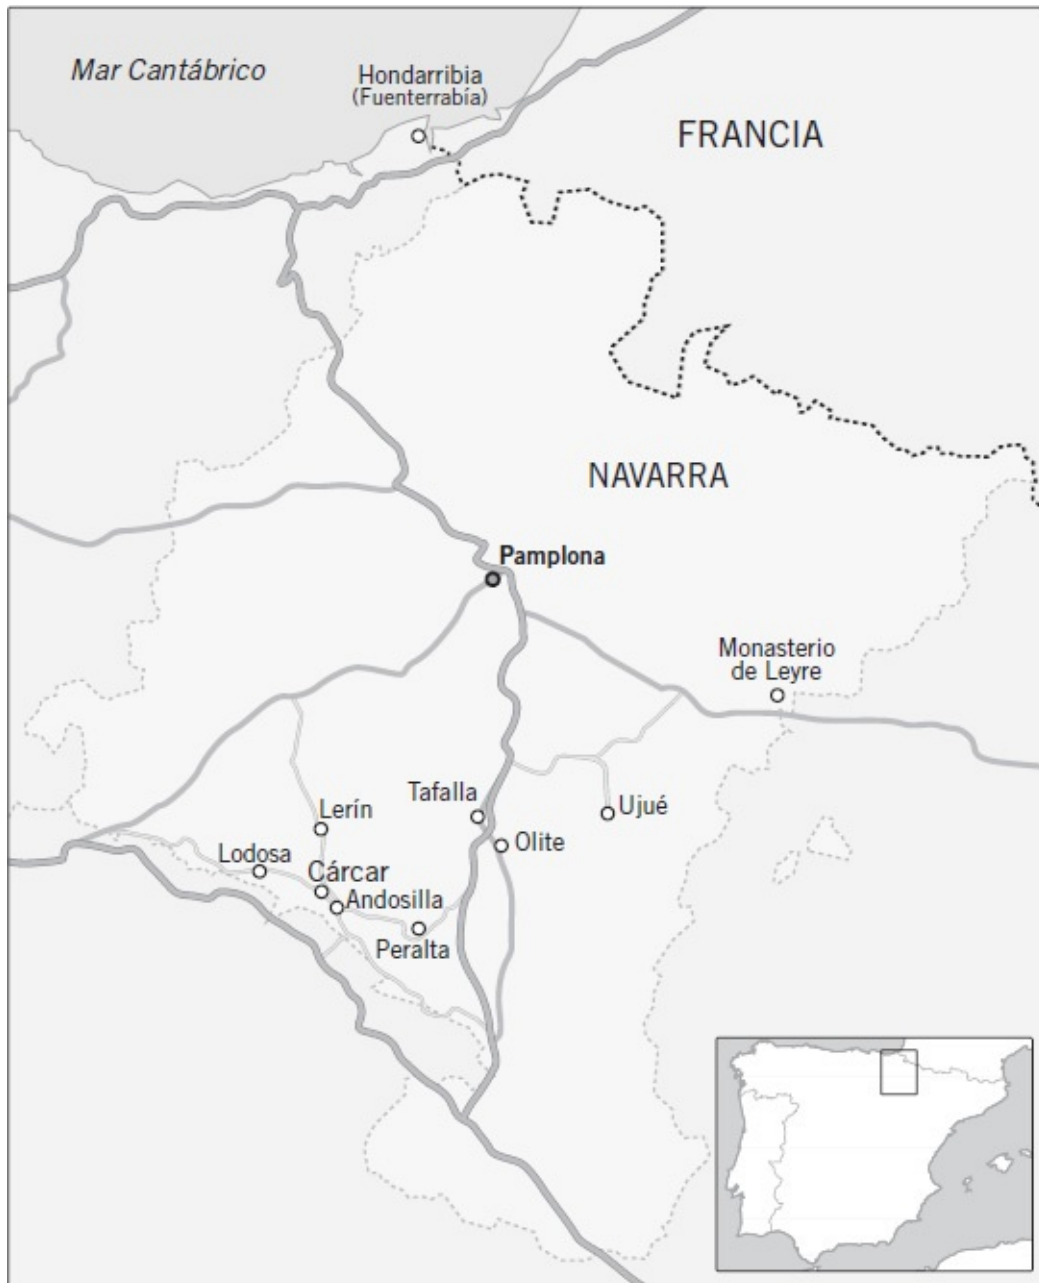 Mar Cantábrico
Hondarribia
(Fuenterrabía)
FRANCIA
NAVARRA
Pamplona
Monasterio
de Leyre
Tafalla
Ujué
Lerín
Olite
Lodosa
Cárcar
Andosilla
Peralta